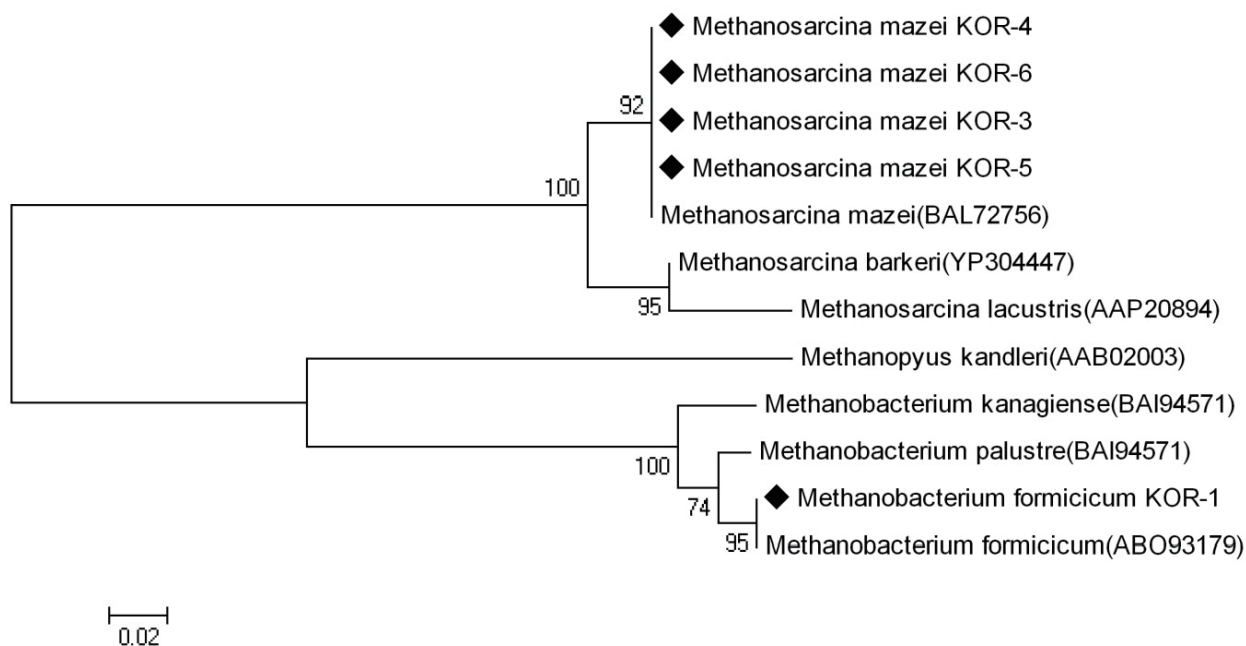 Methanosarcina mazei KOR-4
Methanosarcina mazei KOR-6
92
Methanosarcina mazei KOR-3
Methanosarcina mazei KOR-5
100
Methanosarcina mazei(BAL72756)
Methanosarcina barkeri(YP304447)
95
Methanosarcina lacustris(AAP20894)
Methanopyus kandleri(AAB02003)
Methanobacterium kanagiense(BAI94571)
100
Methanobacterium palustre(BAI94571)
74
Methanobacterium formicicum KOR-1
95
Methanobacterium formicicum(ABO93179)
0.02